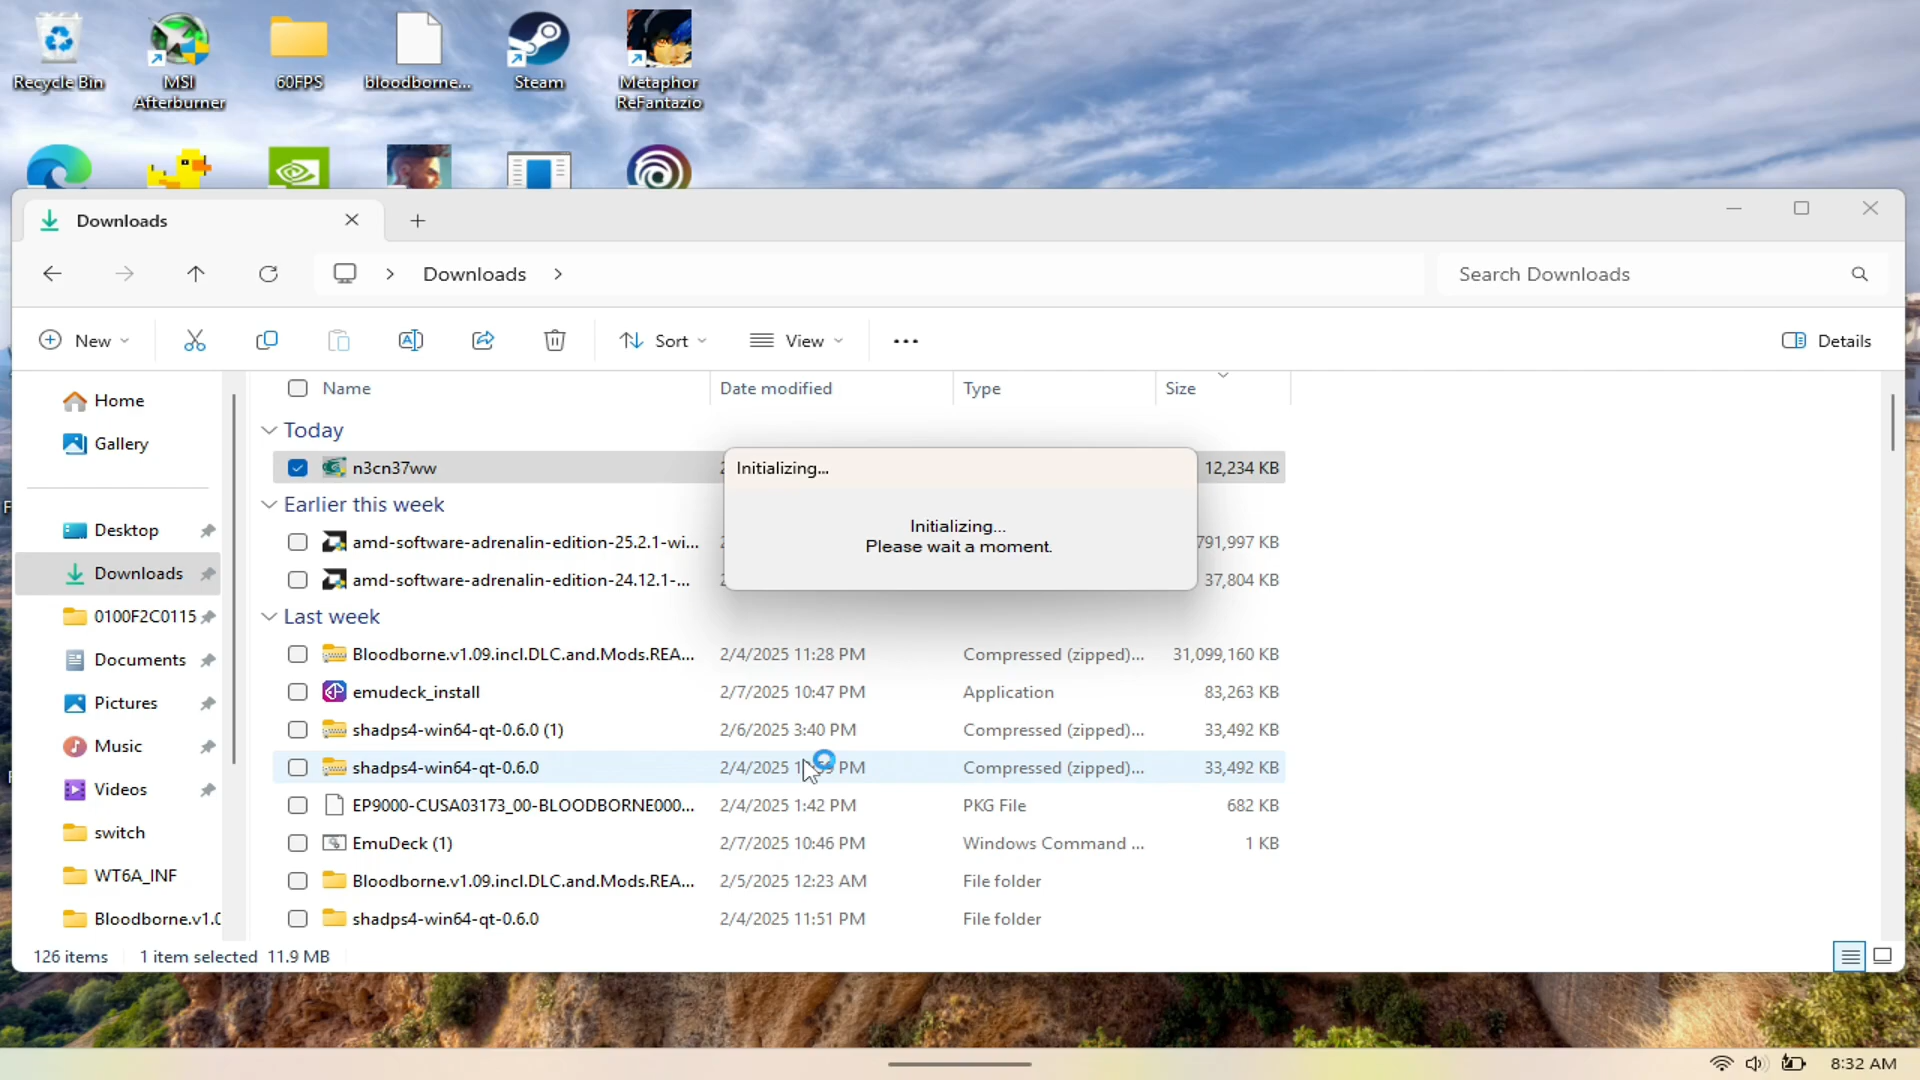 Recycle Bin
MSI
Afterburner
60FPS
bloodborne...
Steam
Metaphor
ReFantazio
Downloads
Downloads
Search Downloads
New
Sort
View
Details
Home
Gallery
Desktop
Downloads
0100F2C0115
Documents
Pictures
Music
Videos
switch
WT6A_INF
Bloodborne.v1.0
Name Date modified Type Size
Today
n3cn37ww 12,234 KB
Earlier this week
amd-software-adrenalin-edition-25.2.1-wi... 791,997 KB
amd-software-adrenalin-edition-24.12.1-... 37,804 KB
Last week
Bloodborne.v1.09.incl.DLC.and.Mods.REA... 2/4/2025 11:28 PM Compressed (zipped)... 31,099,160 KB
emudeck_install 2/7/2025 10:47 PM Application 83,263 KB
shadps4-win64-qt-0.6.0 (1) 2/6/2025 3:40 PM Compressed (zipped)... 33,492 KB
shadps4-win64-qt-0.6.0 2/4/2025 PM Compressed (zipped)... 33,492 KB
EP9000-CUSA03173_00-BLOODBORNE000... 2/4/2025 1:42 PM PKG File 682 KB
EmuDeck (1) 2/7/2025 10:46 PM Windows Command ... 1 KB
Bloodborne.v1.09.incl.DLC.and.Mods.REA... 2/5/2025 12:23 AM File folder
shadps4-win64-qt-0.6.0 2/4/2025 11:51 PM File folder
Initializing...
Initializing...
Please wait a moment.
126 items 1 item selected 11.9 MB
8:32 AM